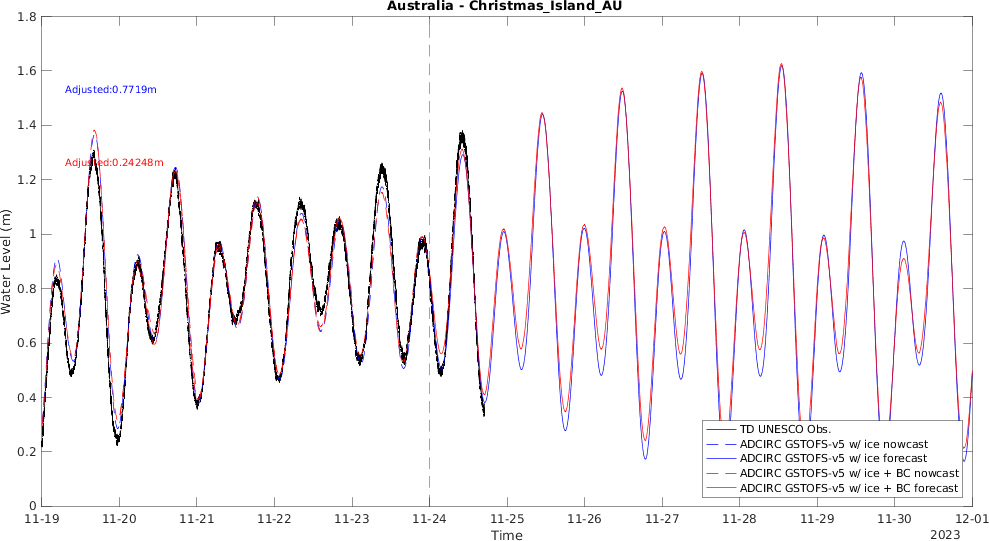 Australia - Christmas_Island_AU
1.8
1.6
1.4
1.2
1
0.8
0.6
0.4
0.2
0
Water Level (m)
Adjusted:0.7719m
Adjusted:0.24248m
TD UNESCO Obs.
ADCIRC GSTOFS-v5 w/ ice nowcast
ADCIRC GSTOFS-v5 w/ ice forecast
ADCIRC GSTOFS-v5 w/ ice + BC nowcast
ADCIRC GSTOFS-v5 w/ ice + BC forecast
11-19 11-20 11-21 11-22 11-23 11-24 11-25 11-26 11-27 11-28 11-29 11-30 12-01
Time
2023